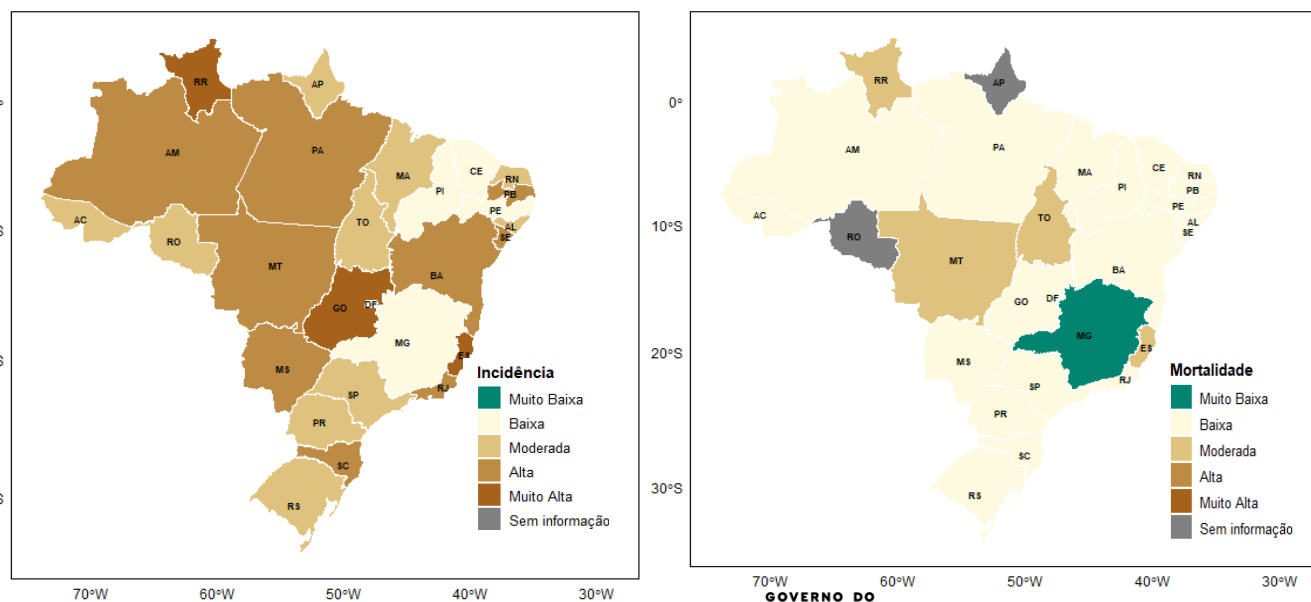 RR
AP
AM
PA
MA
CE
RN
PB
PI
PE
AL
SE
AC
TO
RO
BA
MT
GO
DF
MG
ES
MS
RJ
SP
PR
SC
RS
Incidência
Muito Baixa
Baixa
Moderada
Alta
Muito Alta
Sem informação
70°W 60°W 50°W 40°W 30°W
0°
10°S
20°S
30°S
RR
AP
AM
PA
MA
CE
RN
PB
PI
PE
AL
SE
AC
TO
RO
BA
MT
GO
DF
MG
ES
MS
RJ
SP
PR
SC
RS
Mortalidade
Muito Baixa
Baixa
Moderada
Alta
Muito Alta
Sem informação
70°W 60°W 50°W 40°W 30°W
GOVERNO DO